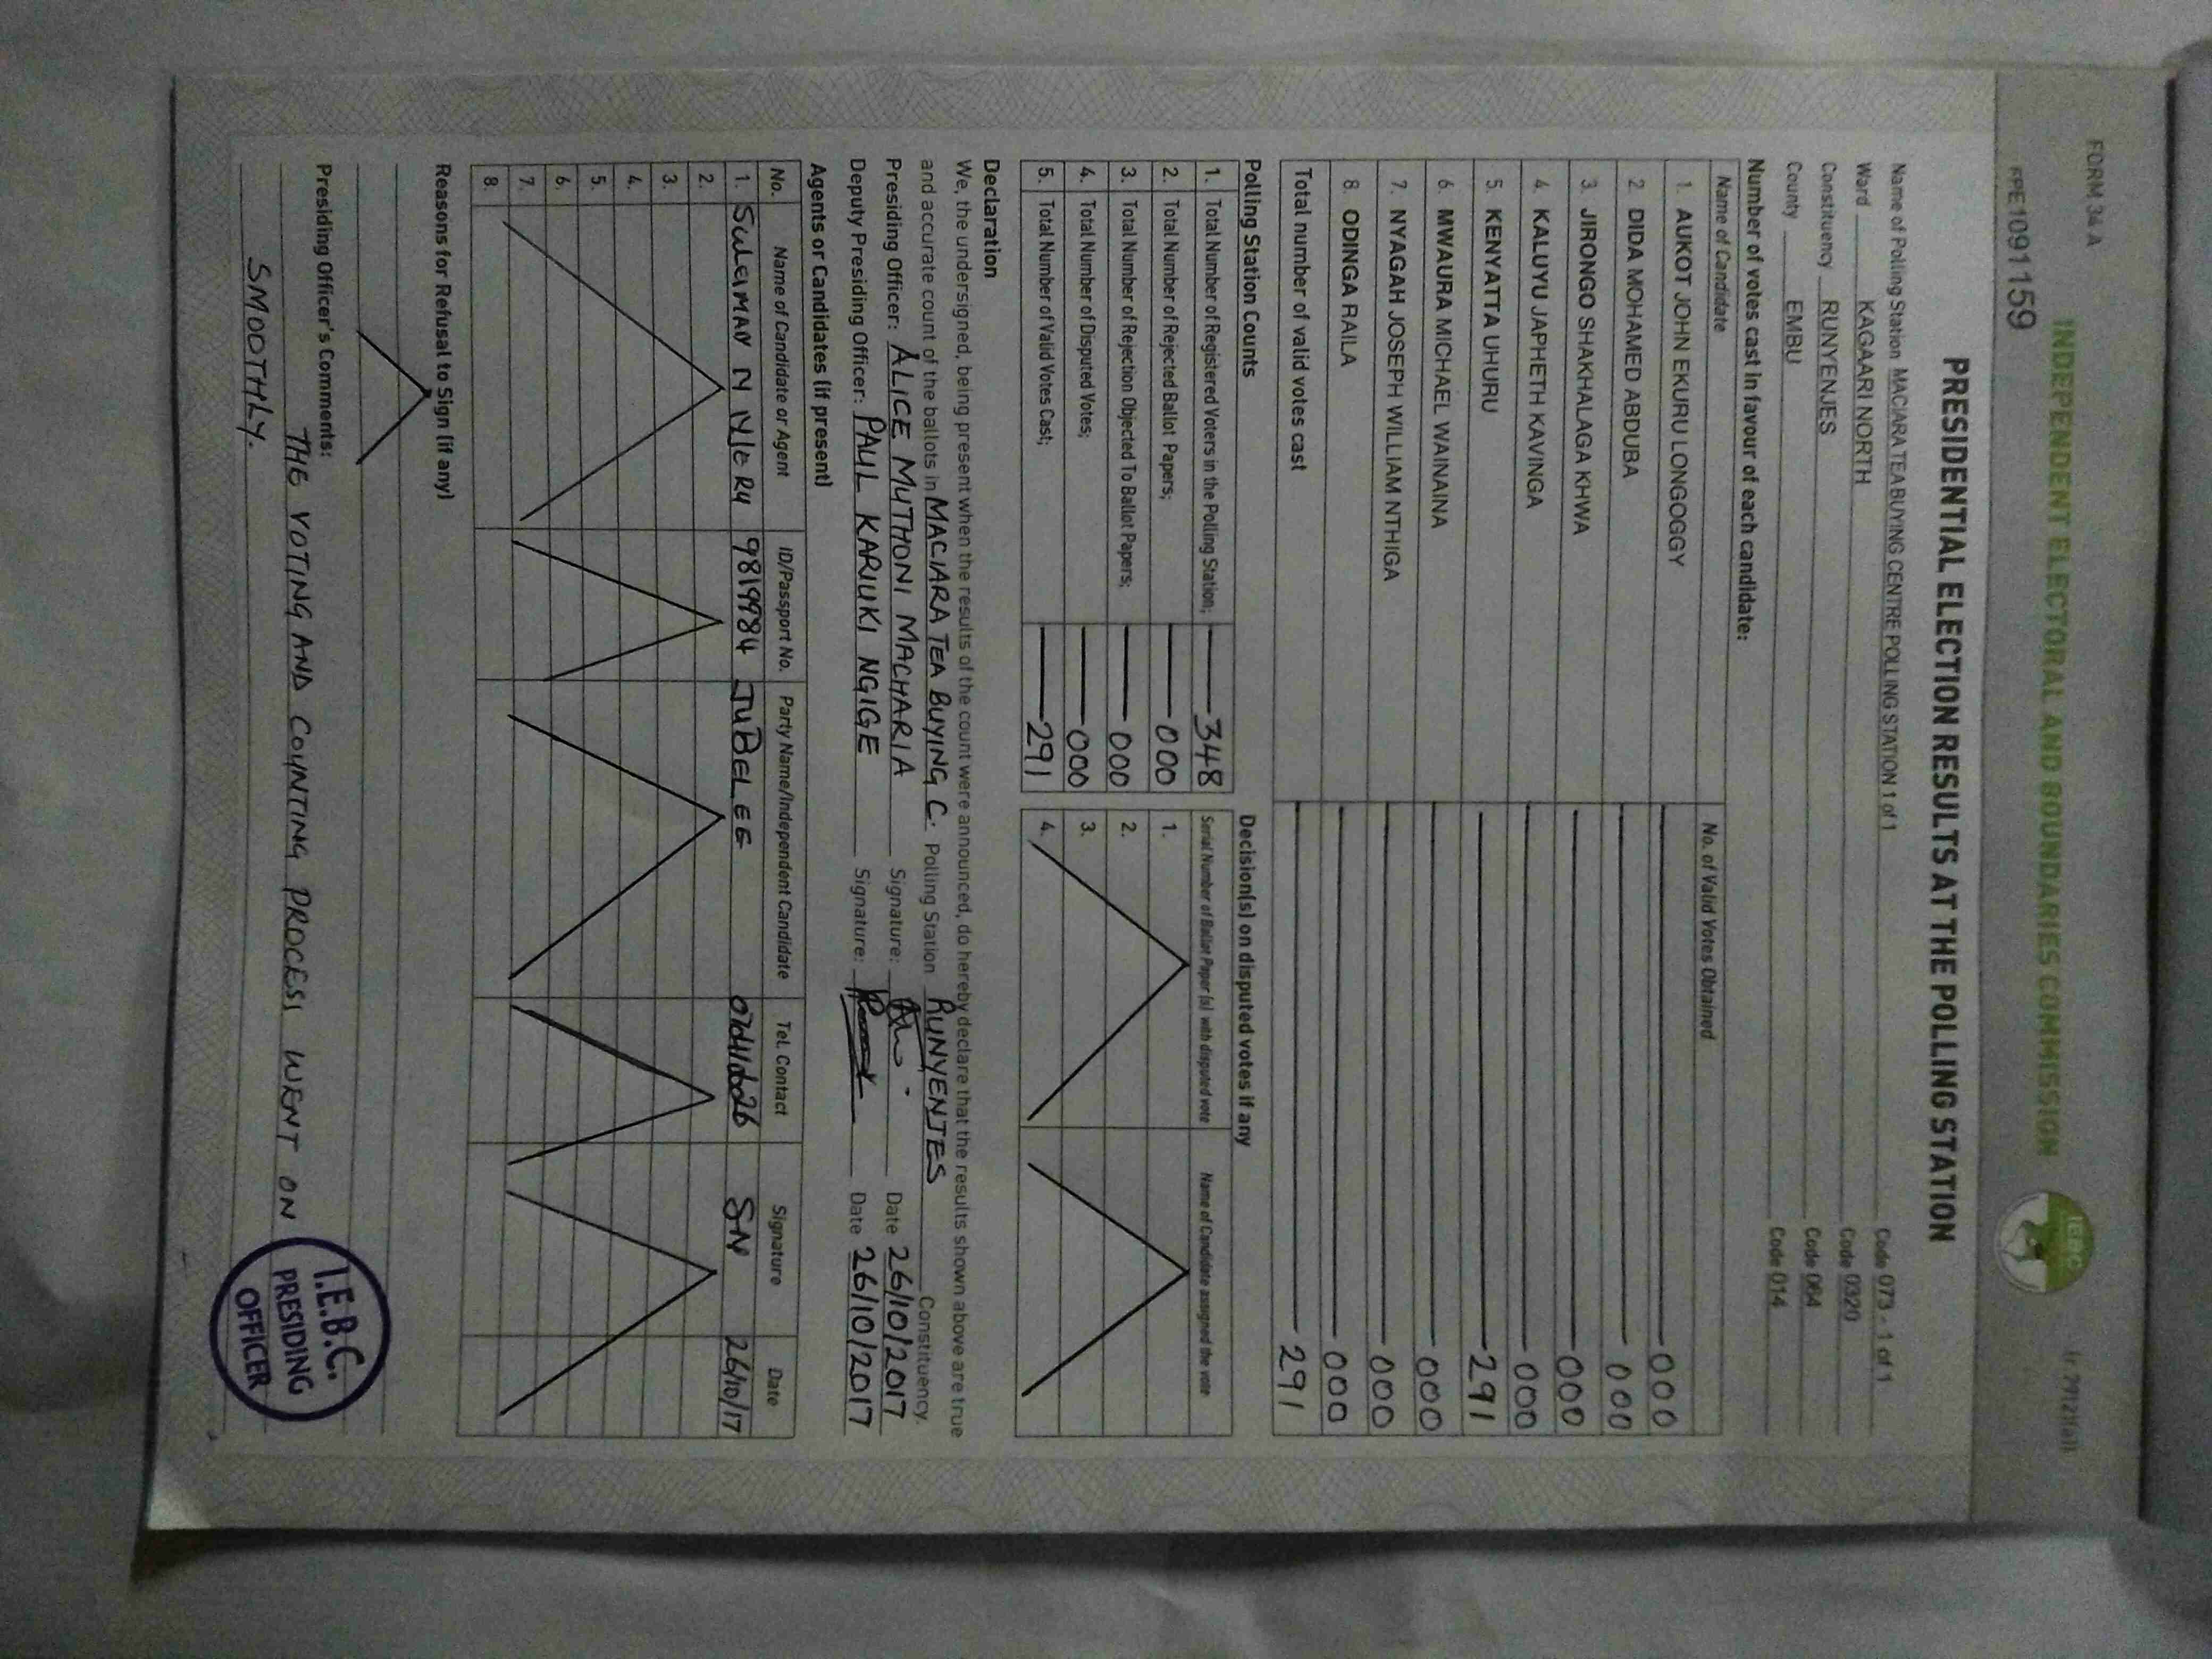 FORM 34 A
INDEPENDENT ELECTORAL AND BOUNDARIES COMMISSION
IEBC
PRESIDENTIAL ELECTION RESULTS AT THE POLLING STATION
Name of Polling Station MACIARA TEA BUYING CENTRE POLLING STATION 1 of 1 Code 073 - 1 of 1
Ward KAGAARI NORTH Code 0320
Constituency RUNYENJES Code 064
County EMBU Code 014
Number of votes cast in favour of each candidate:
Name of Candidate No. of Valid Votes Obtained
1. AUKOT JOHN EKURU LONGOGGY 000
2 DIDA MOHAMED ABDUBA 000
3. JIRONGO SHAKHALAGA KHWA 000
4. KALUYU JAPHETH KAVINGA 000
5. KENYATTA UHURU 291
6. MWAURA MICHAEL WAINAINA 000
7. NYAGAH JOSEPH WILLIAM NTHIGA 000
8. ODINGA RAILA 000
Total number of valid votes cast 291
Polling Station Counts
1. Total Number of Registered Voters in the Polling Station; 348
2. Total Number of Rejected Ballot Papers; 000
3. Total Number of Rejection Objected To Ballot Papers; 000
4. Total Number of Disputed Votes; 000
5. Total Number of Valid Votes Cast; 291
Decision(s) on disputed votes if any
Serial Number of Ballot Paper (s) with disputed vote Name of Candidate assigned the vote
1.
2.
3.
4.
Declaration
We, the undersigned, being present when the results of the count were announced, do hereby declare that the results shown above are true
and accurate count of the ballots in MACIARA TEA BUYING C. Polling Station RUNYENJES Constituency.
Presiding Officer: ALICE MUTHONI MACHARIA Signature: Date 26/10/2017
Deputy Presiding Officer: PAUL KARIUKI NGIGE Signature: Date 26/10/2017
Agents or Candidates (if present)
No. Name of Candidate or Agent ID/Passport No. Party Name/Independent Candidate Tel. Contact Signature Date
1. SuleiMAN N 9819984 JUBELEE SN 26/10/17
2.
3.
4.
5.
6.
7.
8.
Reasons for Refusal to Sign (if any)
Presiding Officer's Comments:
THE VOTING AND COUNTING PROCESS WENT ON
SMOOTHLY.
I.E.B.C.
PRESIDING
OFFICER